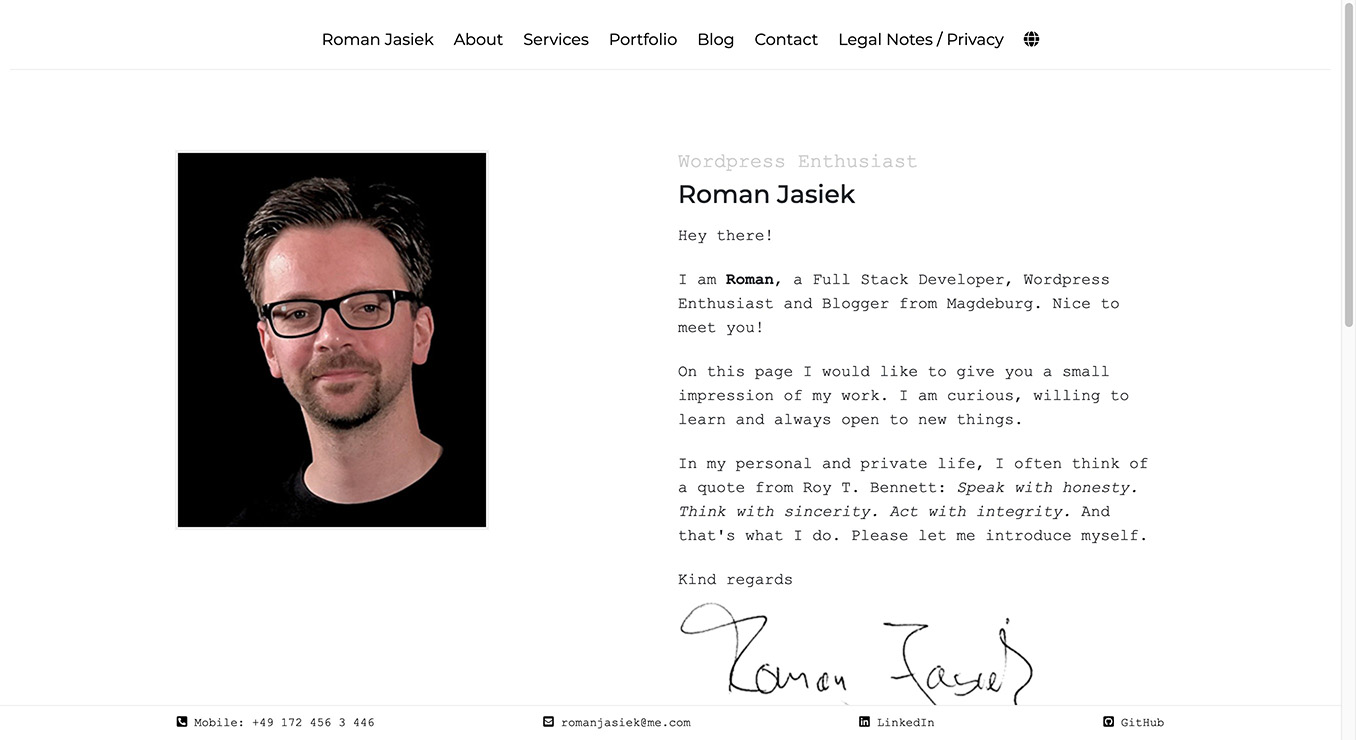 Roman Jasiek About Services Portfolio Blog Contact Legal Notes / Privacy
Wordpress Enthusiast
Roman Jasiek
Hey there!
I am Roman, a Full Stack Developer, Wordpress
Enthusiast and Blogger from Magdeburg. Nice to
meet you!
On this page I would like to give you a small
impression of my work. I am curious, willing to
learn and always open to new things.
In my personal and private life, I often think of
a quote from Roy T. Bennett: Speak with honesty.
Think with sincerity. Act with integrity. And
that's what I do. Please let me introduce myself.
Kind regards
Roman Jasiek
Mobile: +49 172 456 3 446 romanjasiek@me.com LinkedIn GitHub